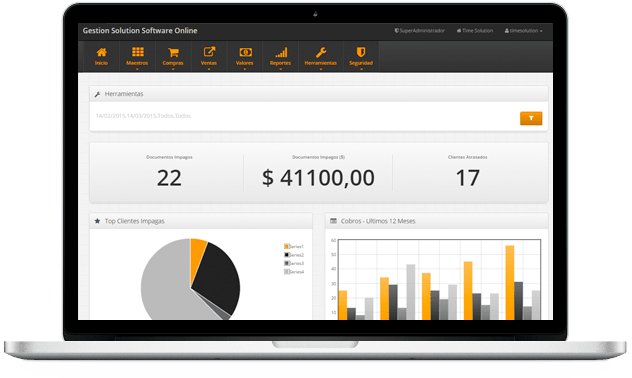 Gestion Solution Software Online
SuperAdministrador Time Solution timesolution
Inicio Maestros Compras Ventas Valores Reportes Herramientas Seguridad
Herramientas
14/02/2015,14/03/2015,Todos,Todos
Documentos Impagos Documentos Impagos ($) Clientes Atrasados
22 $ 41100,00 17
Top Clientes Impagas
Cobros - Ultimos 12 Meses
Series1
Series2
Series3
Series4
60
50
40
30
20
10